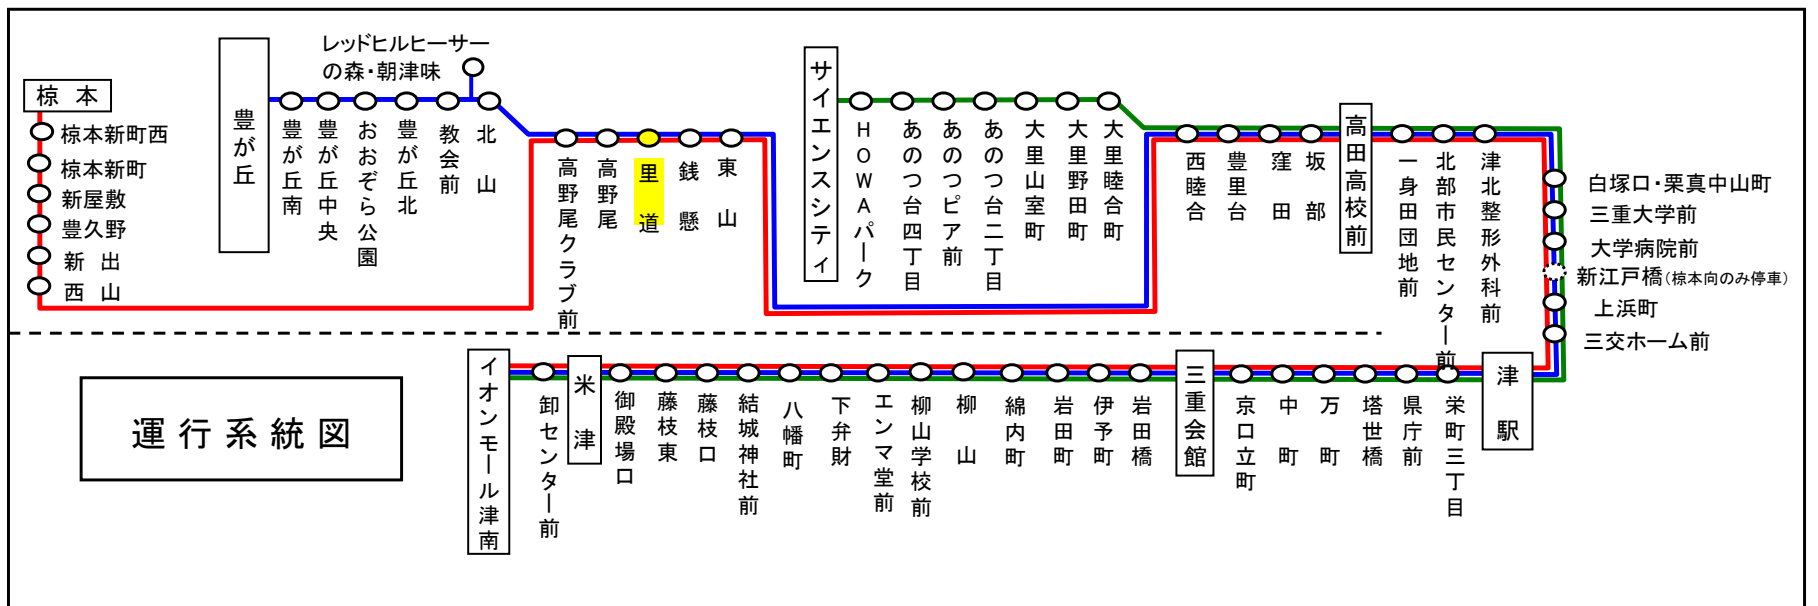 椋本
椋本新町西
椋本新町
新屋敷
豊久野
新出
西山
豊が丘
豊が丘南
豊が丘中央
おおぞら公園
豊が丘北
教会前
レッドヒルヒーサー
の森・朝津味
北山
高野尾クラブ前
高野尾
里道
銭懸
東山
サイエンスシティ
HOWAパーク
あのつ台四丁目
あのつピア前
あのつ台二丁目
大里山室町
大里野田町
大里睦合町
西睦合
豊里台
窪田
坂部
高田高校前
一身田団地前
北部市民センター前
津北整形外科前
白塚口・栗真中山町
三重大学前
大学病院前
新江戸橋(椋本向のみ停車)
上浜町
三交ホーム前
運行系統図
イオンモール津南
卸センター前
米津
御殿場口
藤枝東
藤枝口
結城神社前
八幡町
下弁財
エンマ堂前
柳山学校前
柳山
綿内町
岩田町
伊予町
岩田橋
三重会館
京口立町
中町
万町
塔世橋
県庁前
栄町三丁目
津駅